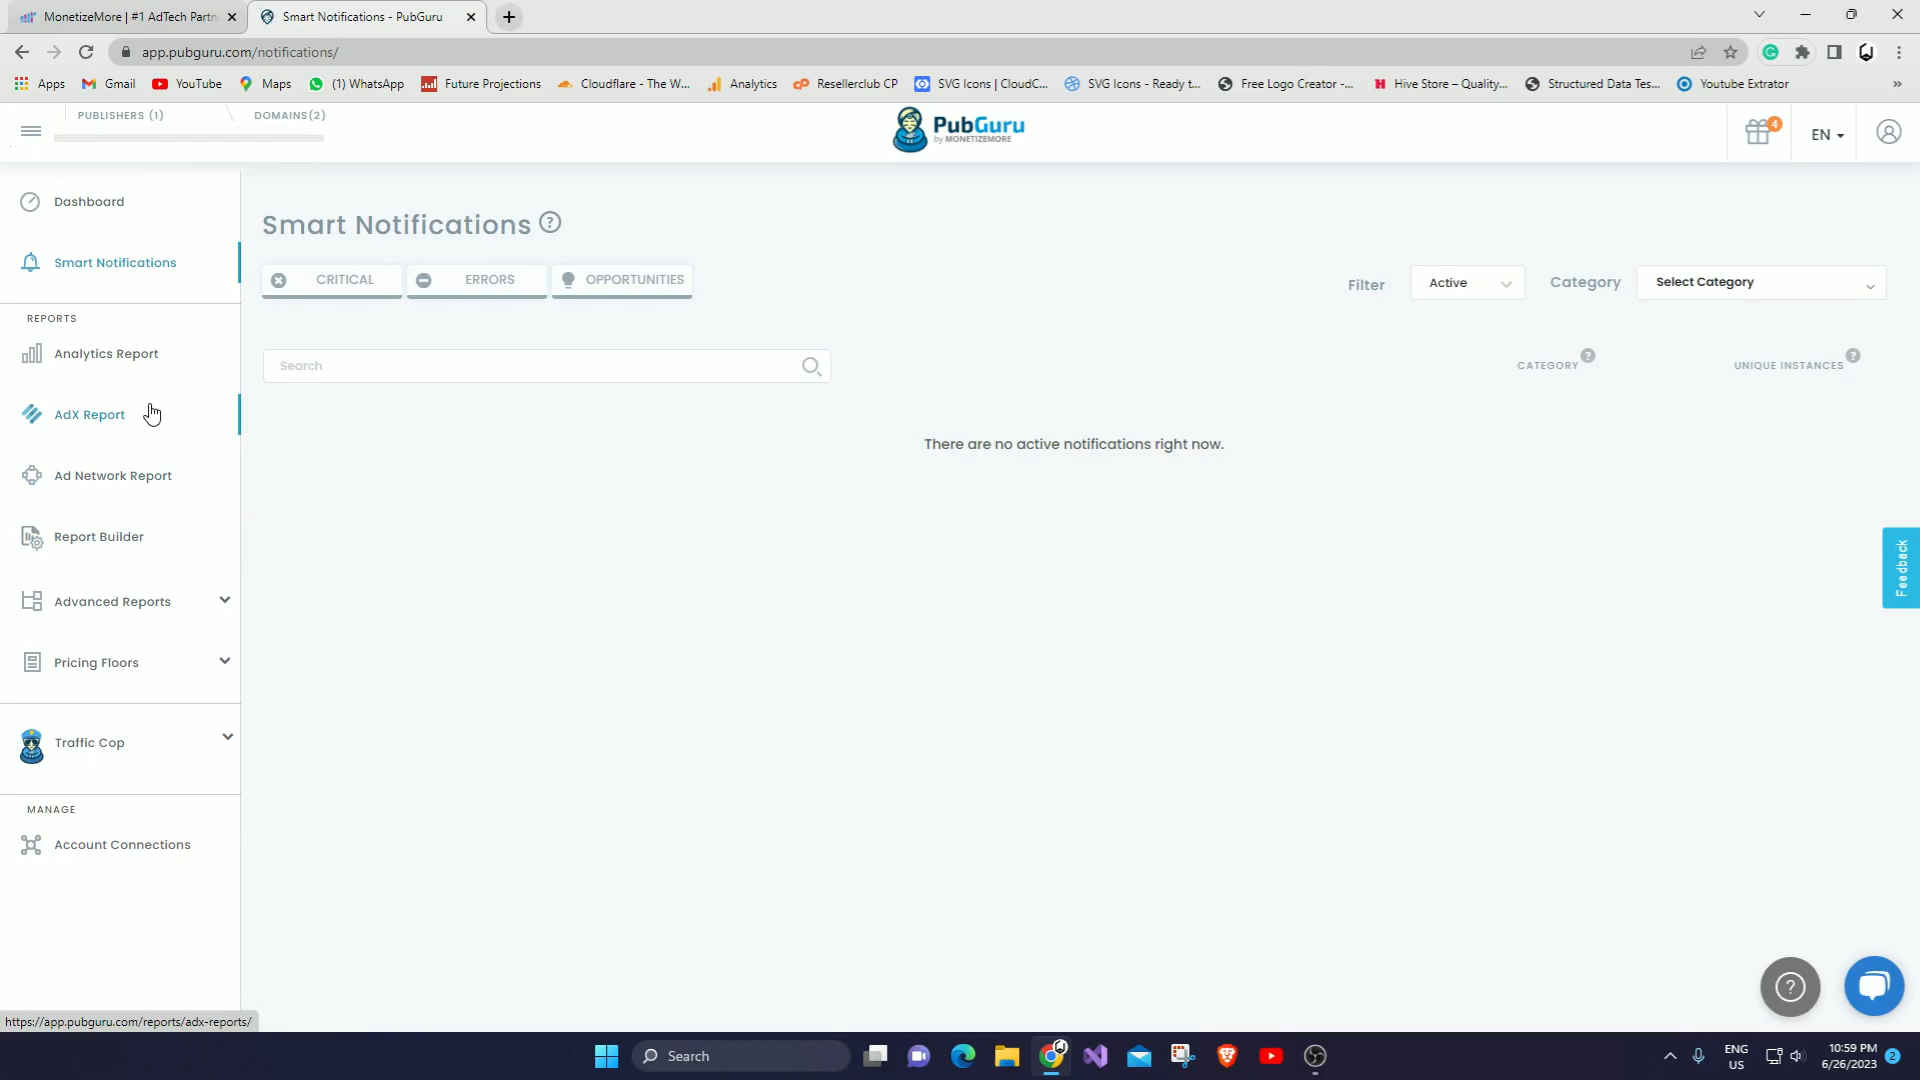 MonetizeMore | #1 AdTech Partn
Smart Notifications - PubGuru
app.pubguru.com/notifications/
Apps
Gmail
YouTube
Maps
(1) WhatsApp
Future Projections
Cloudflare - The W...
Analytics
Resellerclub CP
SVG Icons | CloudC...
SVG Icons - Ready t...
Free Logo Creator -...
Hive Store – Quality...
Structured Data Tes...
Youtube Extrator
»
PUBLISHERS (1)
DOMAINS(2)
PubGuru
by MONETIZEMORE
4
EN
Dashboard
Smart Notifications
REPORTS
Analytics Report
AdX Report
Ad Network Report
Report Builder
Advanced Reports
Pricing Floors
Traffic Cop
MANAGE
Account Connections
Smart Notifications ?
CRITICAL
ERRORS
OPPORTUNITIES
Filter
Active
Category
Select Category
Search
CATEGORY ?
UNIQUE INSTANCES ?
There are no active notifications right now.
Feedback
?
https://app.pubguru.com/reports/adx-reports/
Search
ENG
US
10:59 PM
6/26/2023
2